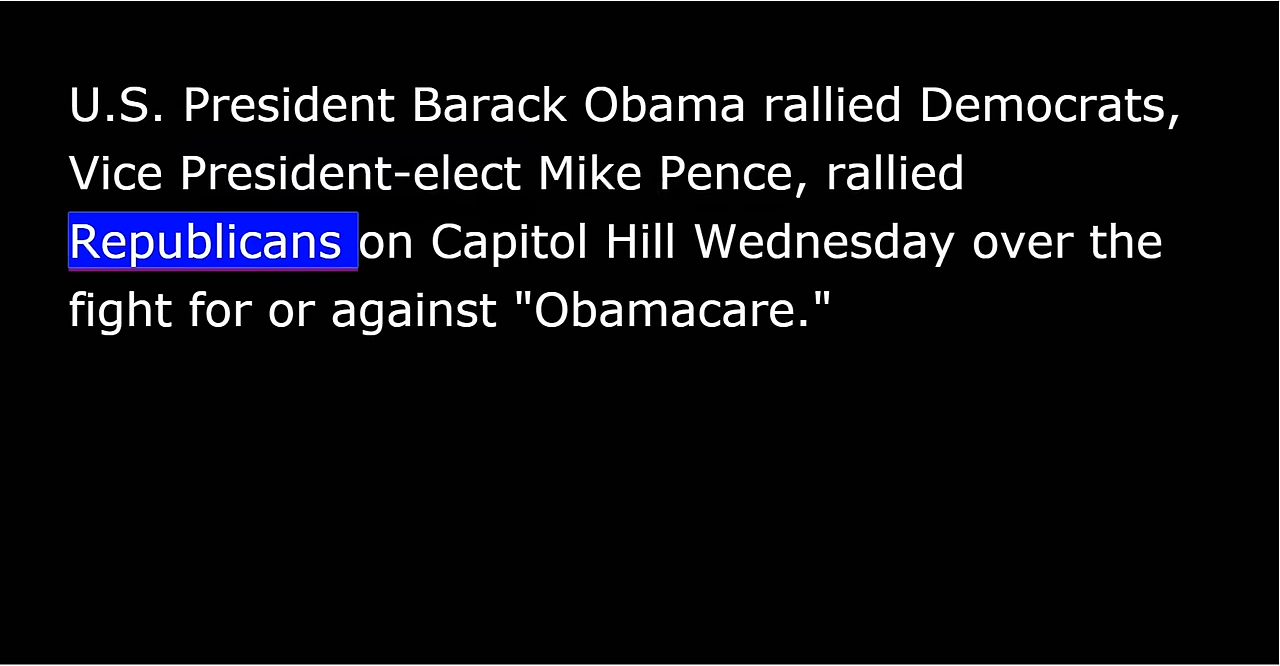 U.S. President Barack Obama rallied Democrats,
Vice President-elect Mike Pence, rallied
Republicans on Capitol Hill Wednesday over the
fight for or against "Obamacare."